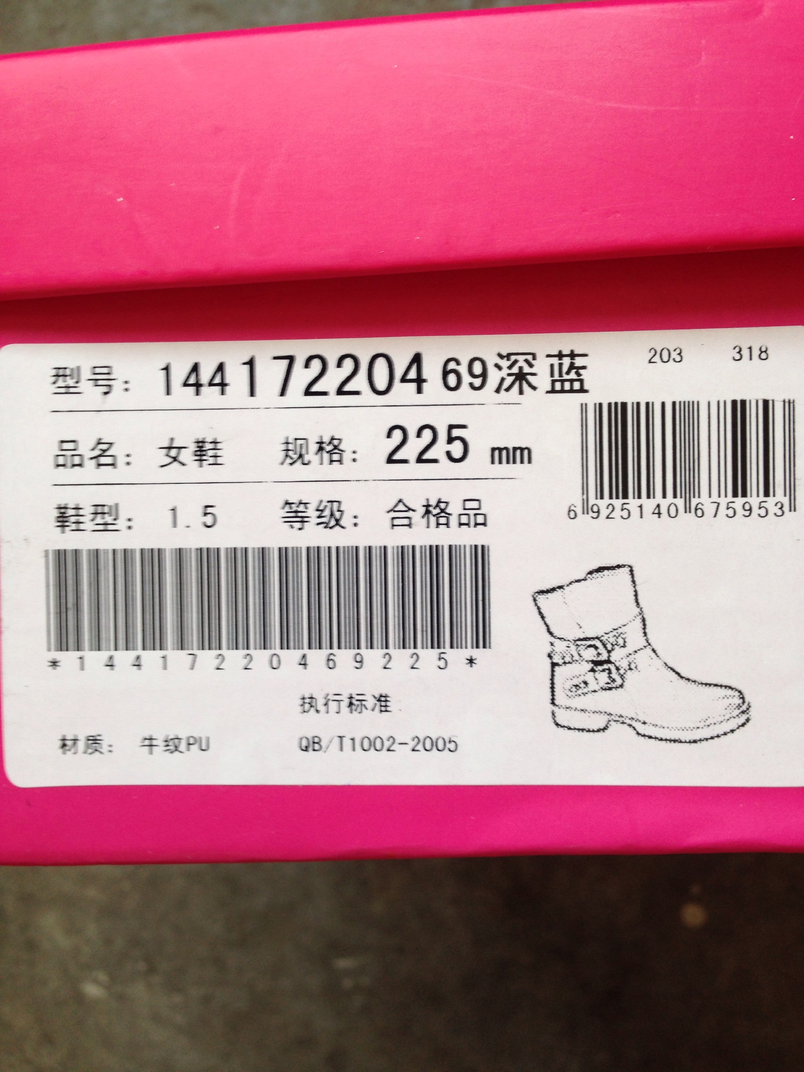 型号: 14417220469深蓝
203 318
品名: 女鞋 规格: 225 mm
鞋型: 1.5 等级: 合格品
6 925140 675953
*14417220469225*
执行标准
材质: 牛纹PU QB/T1002-2005